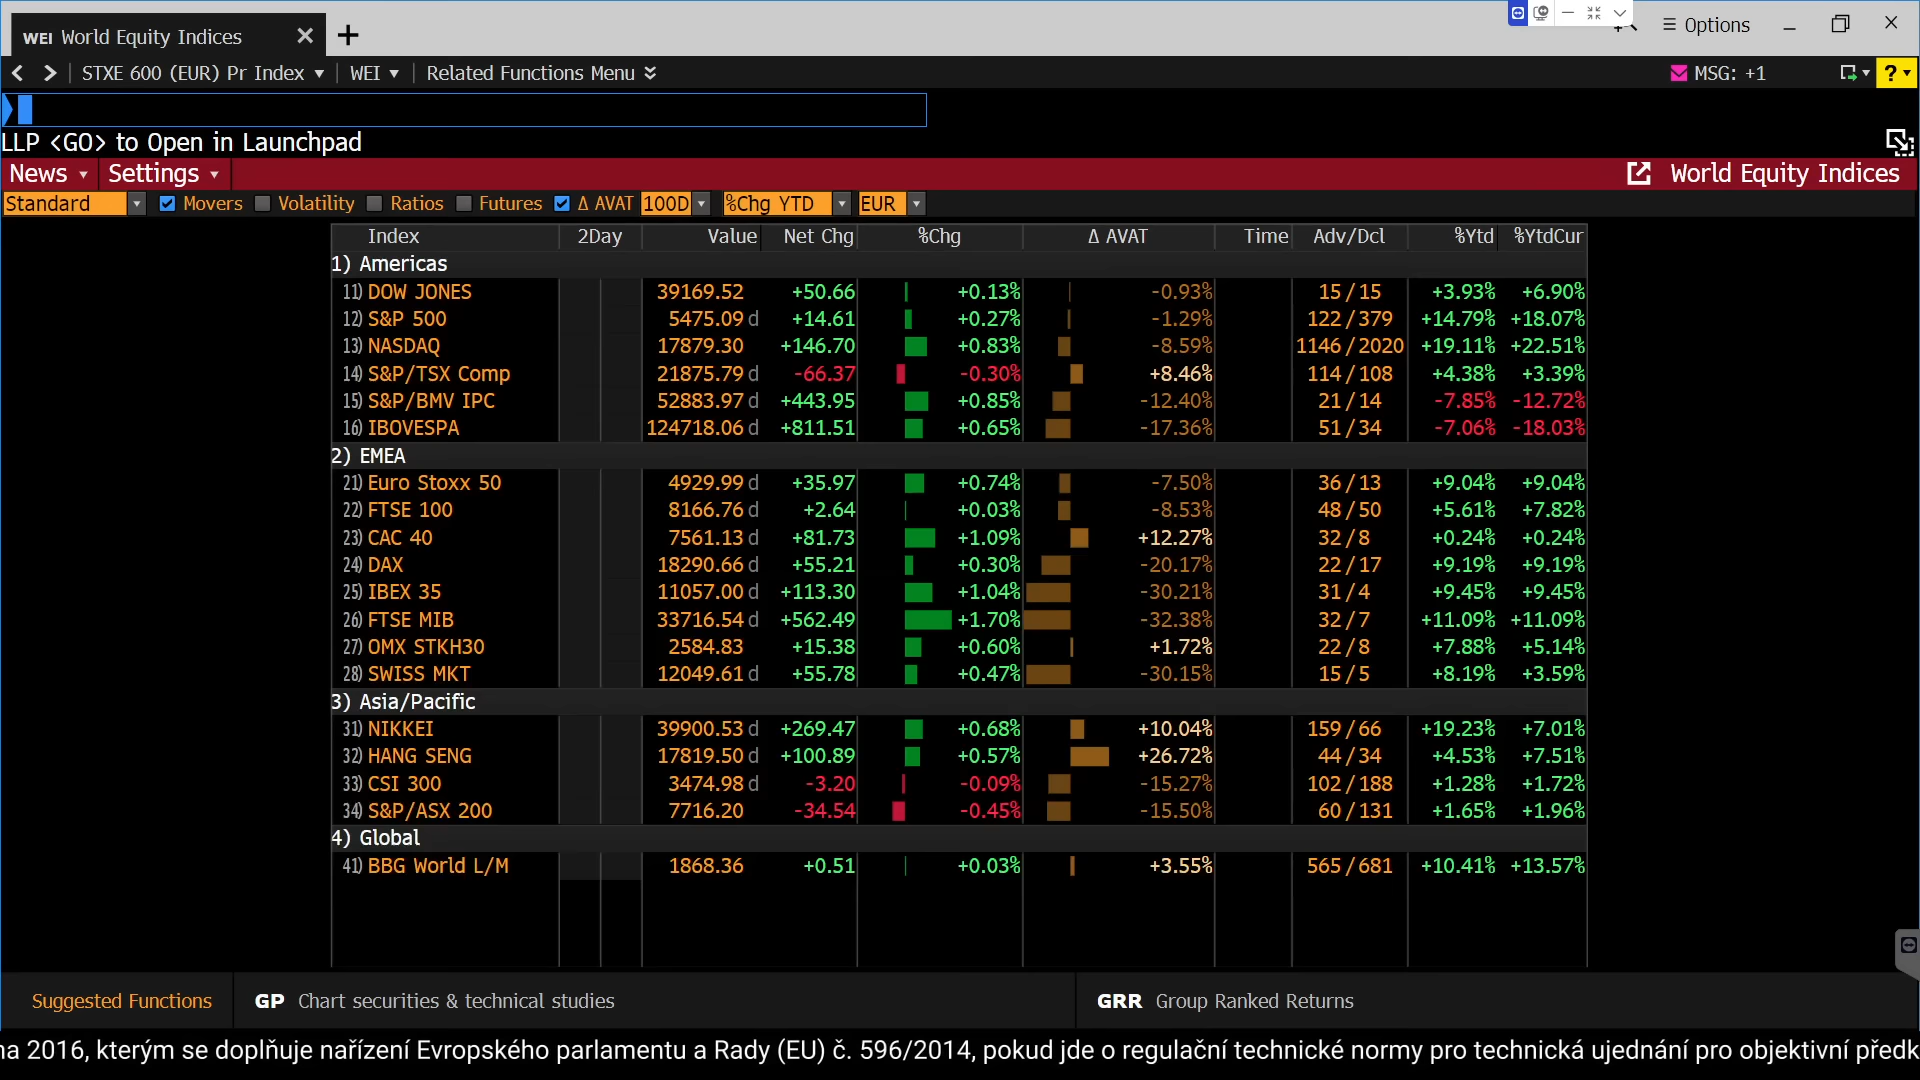 WEI World Equity Indices
Options
STXE 600 (EUR) Pr Index WEI Related Functions Menu MSG: +1 ?
LLP <GO> to Open in Launchpad
News Settings World Equity Indices
Standard Movers Volatility Ratios Futures Δ AVAT 100D %Chg YTD EUR
Index 2Day Value Net Chg %Chg Δ AVAT Time Adv/Dcl %Ytd %YtdCur
1) Americas
11) DOW JONES 39169.52 +50.66 +0.13% -0.93% 15/15 +3.93% +6.90%
12) S&P 500 5475.09 d +14.61 +0.27% -1.29% 122/379 +14.79% +18.07%
13) NASDAQ 17879.30 +146.70 +0.83% -8.59% 1146/2020 +19.11% +22.51%
14) S&P/TSX Comp 21875.79 d -66.37 -0.30% +8.46% 114/108 +4.38% +3.39%
15) S&P/BMV IPC 52883.97 d +443.95 +0.85% -12.40% 21/14 -7.85% -12.72%
16) IBOVESPA 124718.06 d +811.51 +0.65% -17.36% 51/34 -7.06% -18.03%
2) EMEA
21) Euro Stoxx 50 4929.99 d +35.97 +0.74% -7.50% 36/13 +9.04% +9.04%
22) FTSE 100 8166.76 d +2.64 +0.03% -8.53% 48/50 +5.61% +7.82%
23) CAC 40 7561.13 d +81.73 +1.09% +12.27% 32/8 +0.24% +0.24%
24) DAX 18290.66 d +55.21 +0.30% -20.17% 22/17 +9.19% +9.19%
25) IBEX 35 11057.00 d +113.30 +1.04% -30.21% 31/4 +9.45% +9.45%
26) FTSE MIB 33716.54 d +562.49 +1.70% -32.38% 32/7 +11.09% +11.09%
27) OMX STKH30 2584.83 +15.38 +0.60% +1.72% 22/8 +7.88% +5.14%
28) SWISS MKT 12049.61 d +55.78 +0.47% -30.15% 15/5 +8.19% +3.59%
3) Asia/Pacific
31) NIKKEI 39900.53 d +269.47 +0.68% +10.04% 159/66 +19.23% +7.01%
32) HANG SENG 17819.50 d +100.89 +0.57% +26.72% 44/34 +4.53% +7.51%
33) CSI 300 3474.98 d -3.20 -0.09% -15.27% 102/188 +1.28% +1.72%
34) S&P/ASX 200 7716.20 -34.54 -0.45% -15.50% 60/131 +1.65% +1.96%
4) Global
41) BBG World L/M 1868.36 +0.51 +0.03% +3.55% 565/681 +10.41% +13.57%
Suggested Functions GP Chart securities & technical studies GRR Group Ranked Returns
na 2016, kterým se doplňuje nařízení Evropského parlamentu a Rady (EU) č. 596/2014, pokud jde o regulační technické normy pro technická ujednání pro objektivní předk